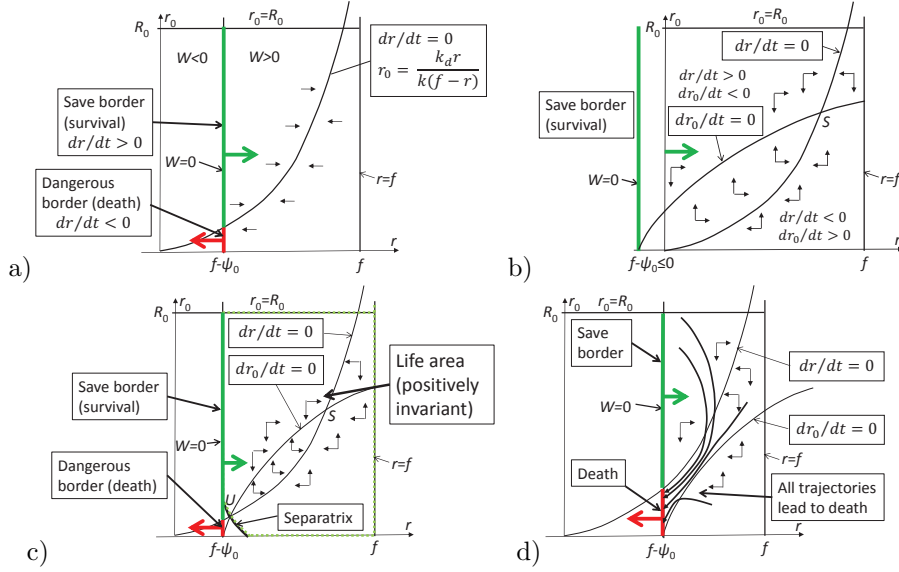 r₀
r₀=R₀
R₀
W<0
W>0
dr/dt = 0
r₀ = k_d r / k(f − r)
Save border
(survival)
dr/dt > 0
W=0
Dangerous
border (death)
dr/dt < 0
r=f
r
f-ψ₀
f
a)
r₀
r₀=R₀
R₀
dr/dt = 0
dr/dt > 0
dr₀/dt < 0
dr₀/dt = 0
Save border
(survival)
S
W=0
r=f
dr/dt < 0
dr₀/dt > 0
r
f-ψ₀≤0
f
b)
r₀
r₀=R₀
R₀
dr/dt = 0
dr₀/dt = 0
Life area
(positively
invariant)
Save border
(survival)
S
W=0
r=f
Dangerous
border (death)
U
Separatrix
r
f-ψ₀
f
c)
r₀
r₀=R₀
R₀
Save
border
dr/dt = 0
W=0
dr₀/dt = 0
r=f
Death
All trajectories
lead to death
r
f-ψ₀
f
d)